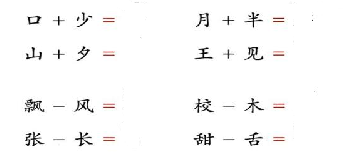 口 + 少 = 月 + 半 =
山 + 夕 = 王 + 见 =
飘 - 风 = 校 - 木 =
张 - 长 = 甜 - 舌 =